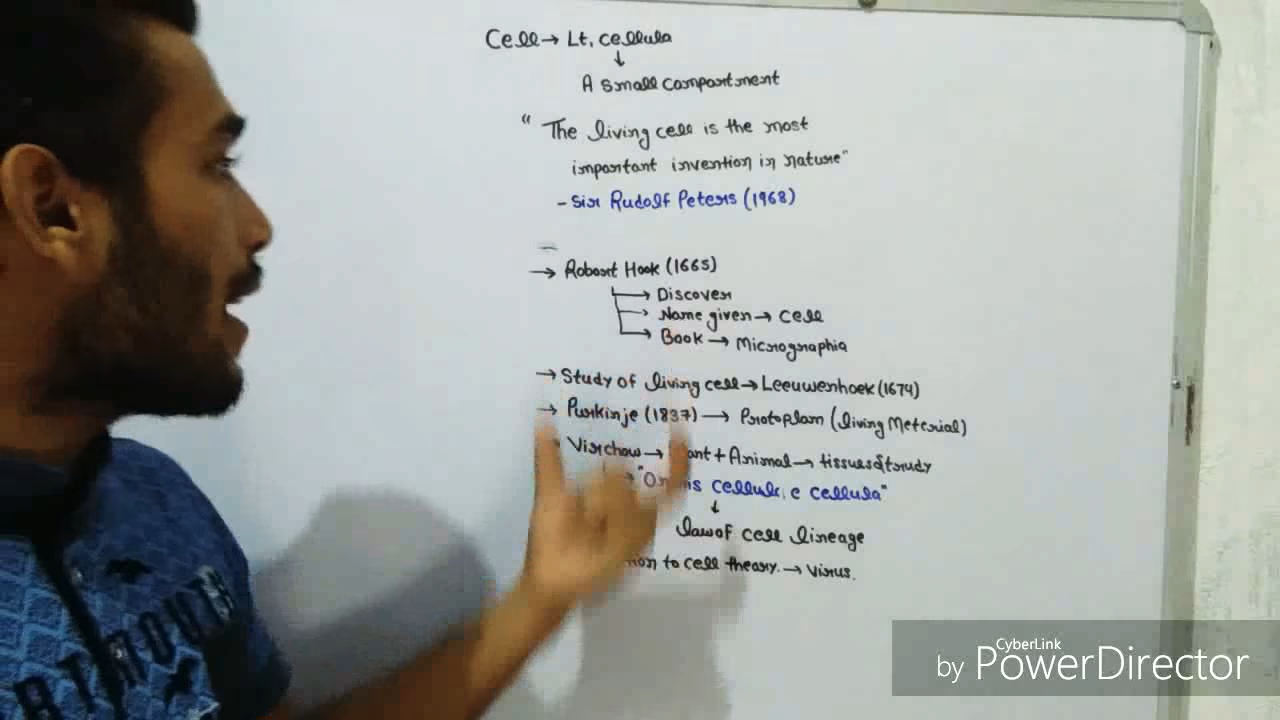 Cell → Lt. cellula
↓
A small compartment
" The living cell is the most
important invention in nature"
- Sir Rudolf Peters (1968)
→ Robert Hook (1665)
→ Discover
→ Name given → cell
→ Book → Micrographia
→ Study of living cell → Leeuwenhoek (1674)
→ Purkinje (1837) → Protoplam (living Meterial)
Virchow → + Animal → tissues study
cellula"
↓
law of cell lineage
to cell theory. → Virus.
CyberLink
by PowerDirector